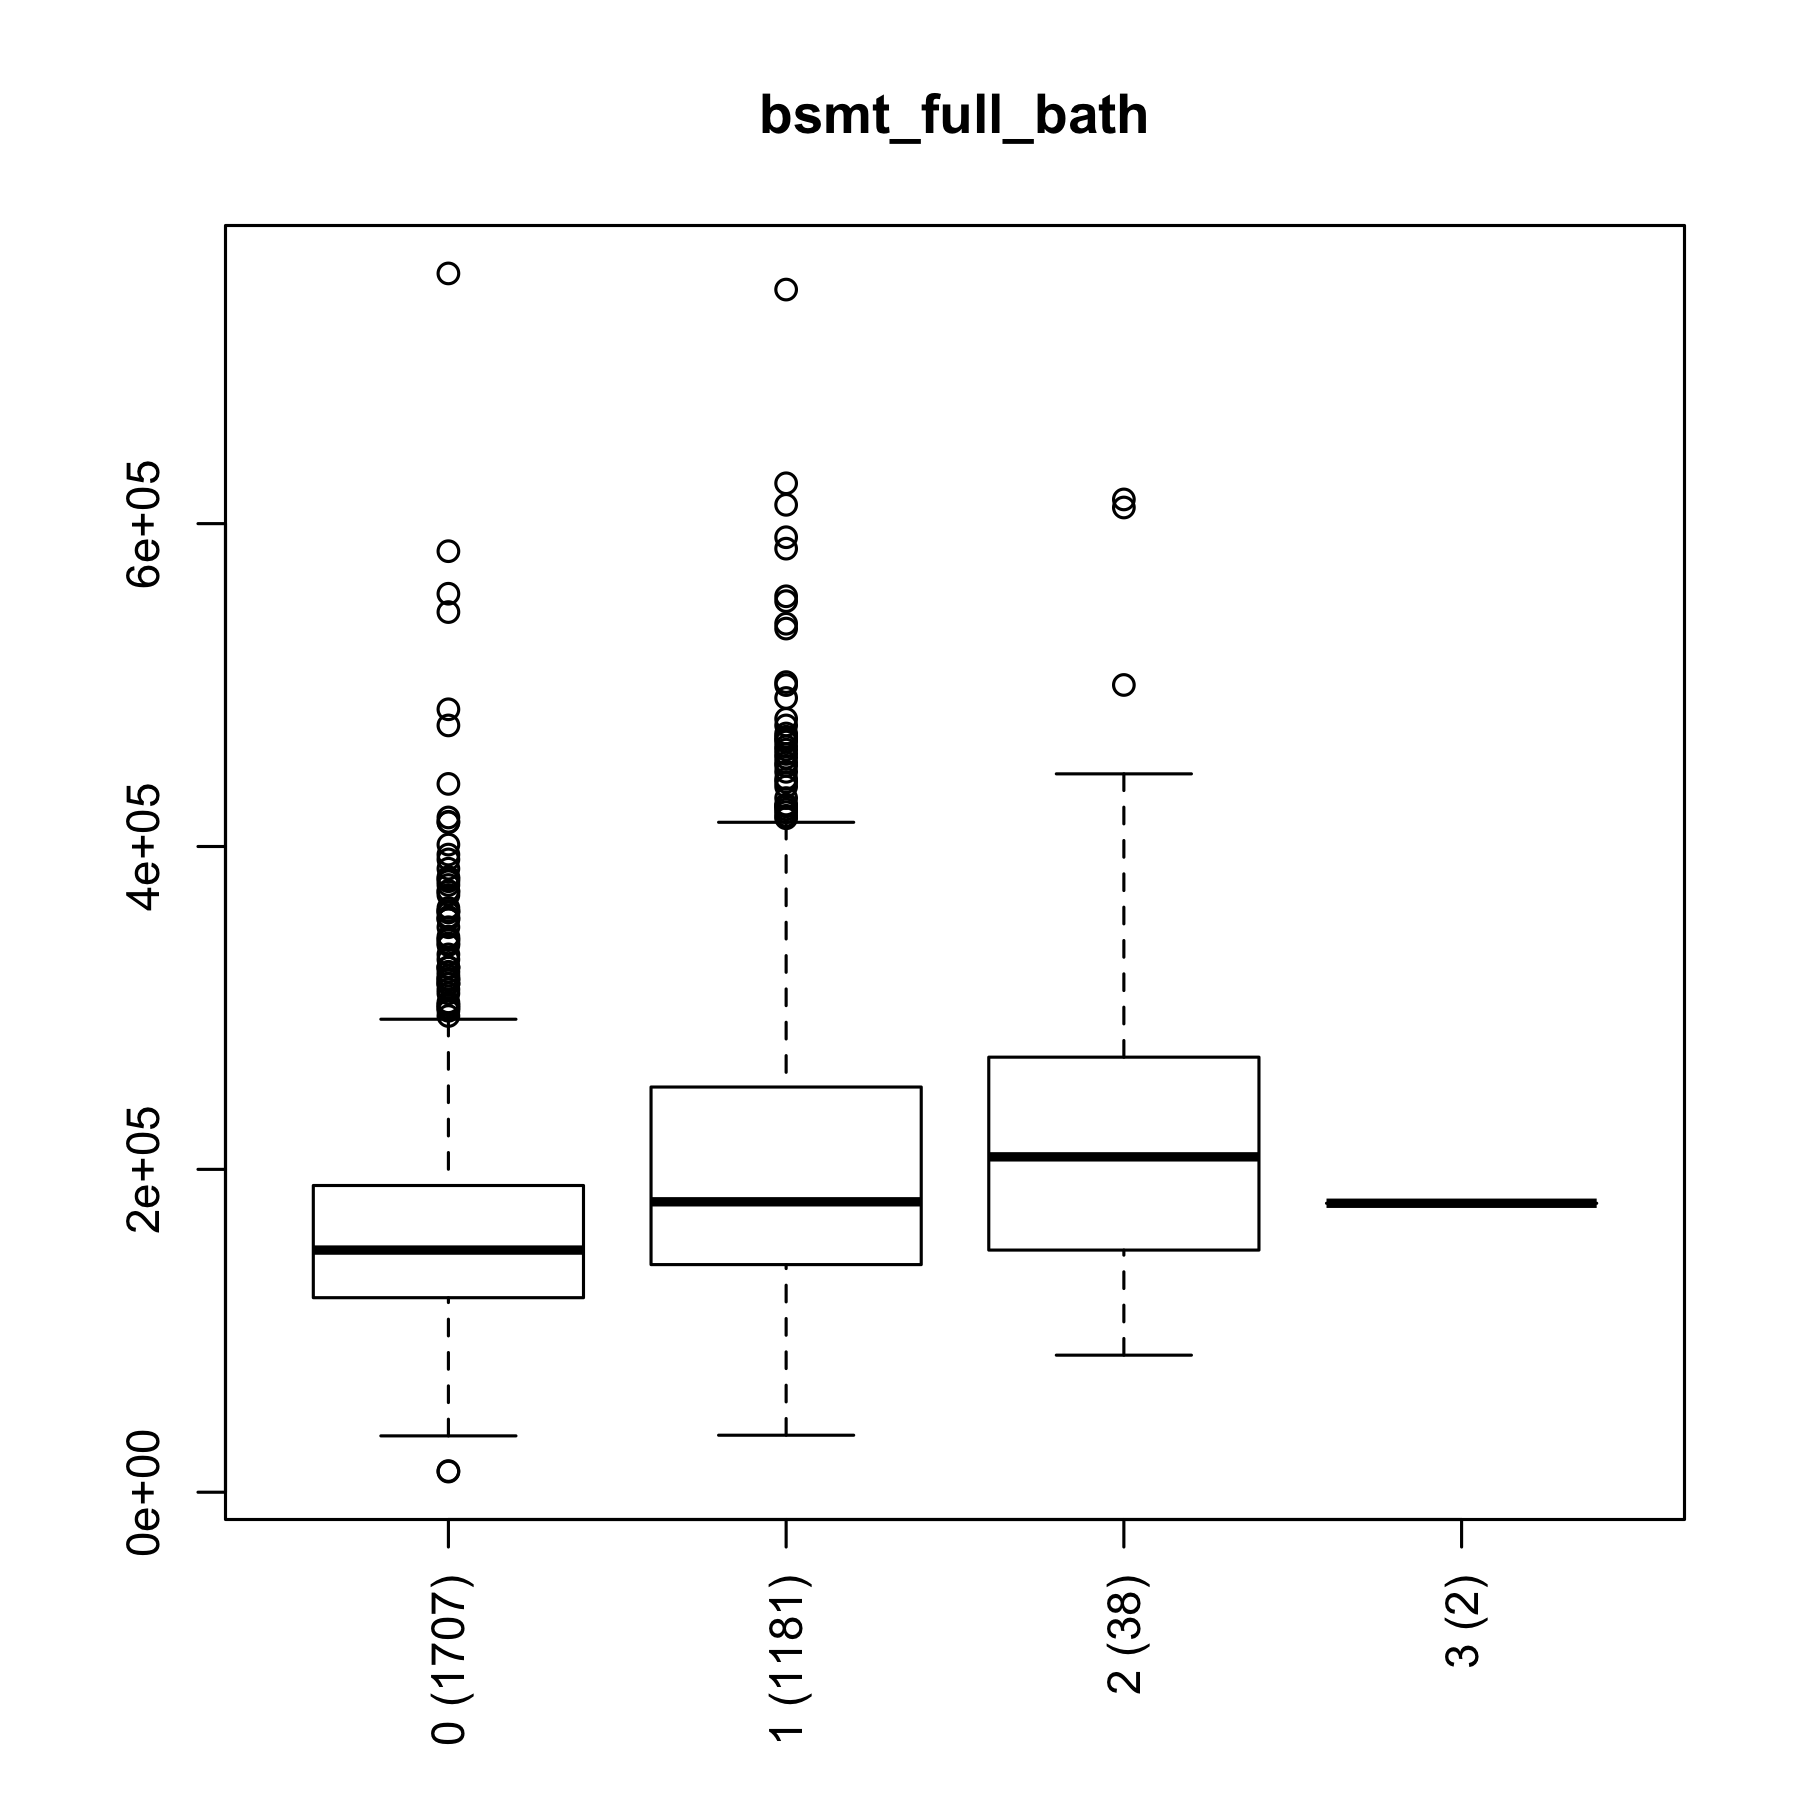 bsmt_full_bath
6e+05
4e+05
2e+05
0e+00
0 (1707)
1 (1181)
2 (38)
3 (2)